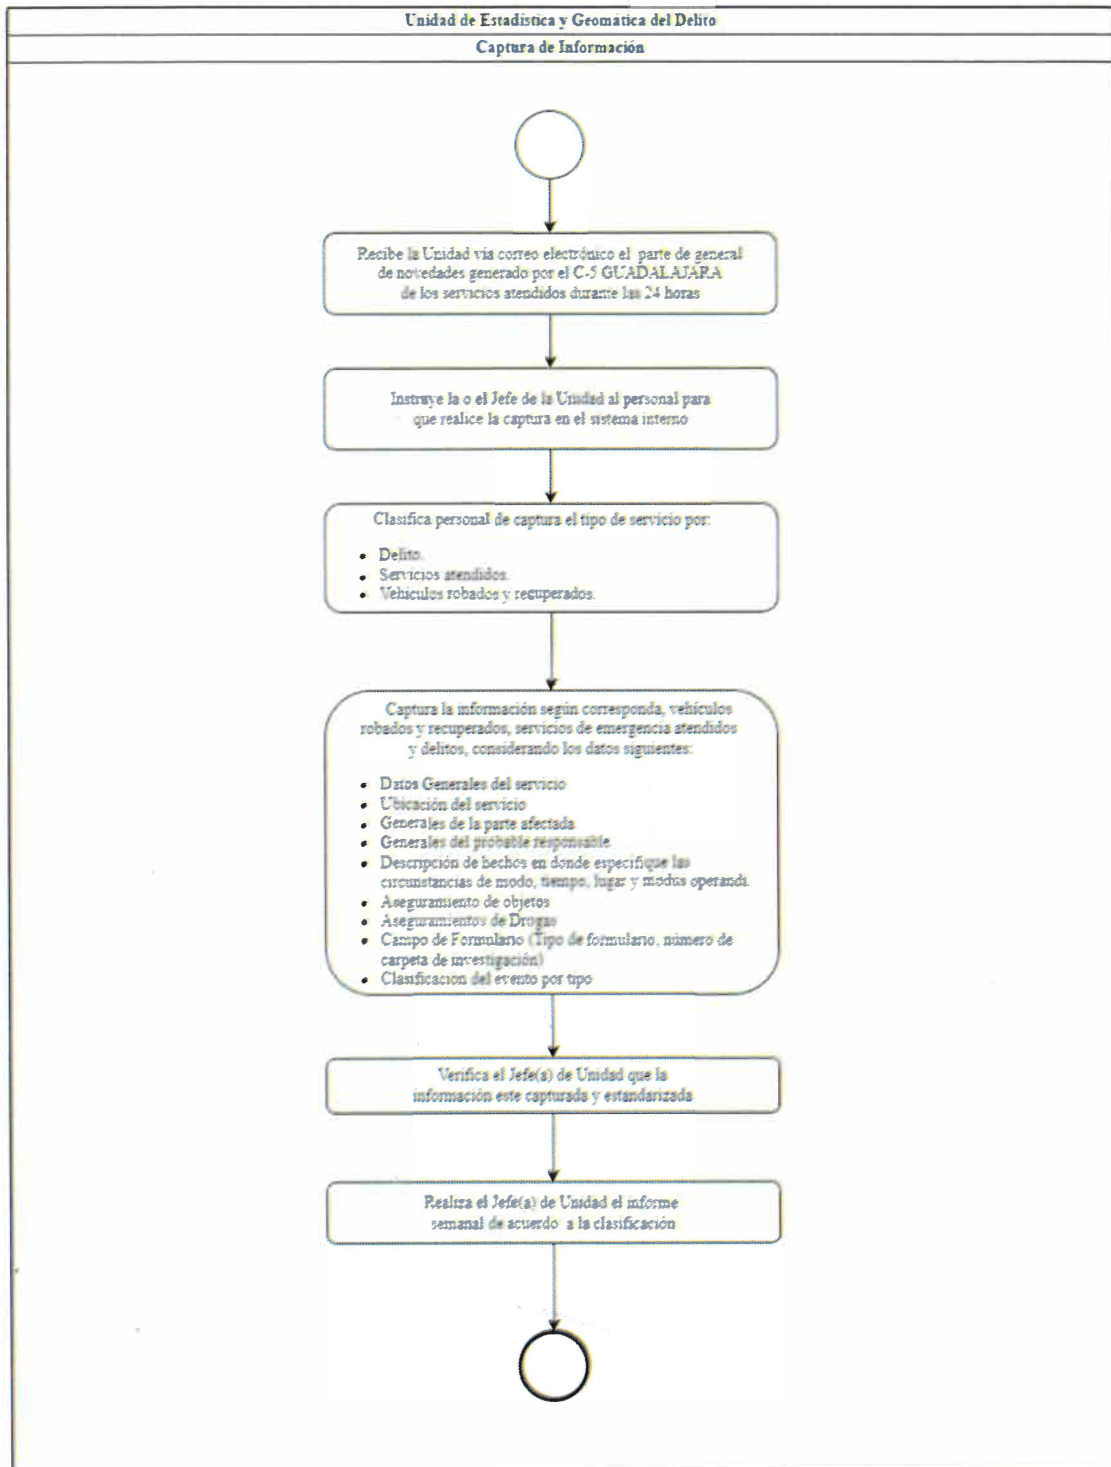 Unidad de Estadística y Geomática del Delito
Captura de Información
Recibe la Unidad vía correo electrónico el parte de general
de novedades generado por el C-5 GUADALAJARA
de los servicios atendidos durante las 24 horas
Instruye la o el Jefe de la Unidad al personal para
que realice la captura en el sistema interno
Clasifica personal de captura el tipo de servicio por:
• Delito.
• Servicios atendidos.
• Vehículos robados y recuperados.
Captura la información según corresponda, vehículos
robados y recuperados, servicios de emergencia atendidos
y delitos, considerando los datos siguientes:
• Datos Generales del servicio
• Ubicación del servicio
• Generales de la parte afectada
• Generales del probable responsable
• Descripción de hechos en donde especifique las
circunstancias de modo, tiempo, lugar y modus operandi.
• Aseguramiento de objetos
• Aseguramientos de Drogas
• Campo de Formulario (Tipo de formulario, número de
carpeta de investigación)
• Clasificación del evento por tipo
Verifica el Jefe(a) de Unidad que la
información este capturada y estandarizada
Realiza el Jefe(a) de Unidad el informe
semanal de acuerdo a la clasificación